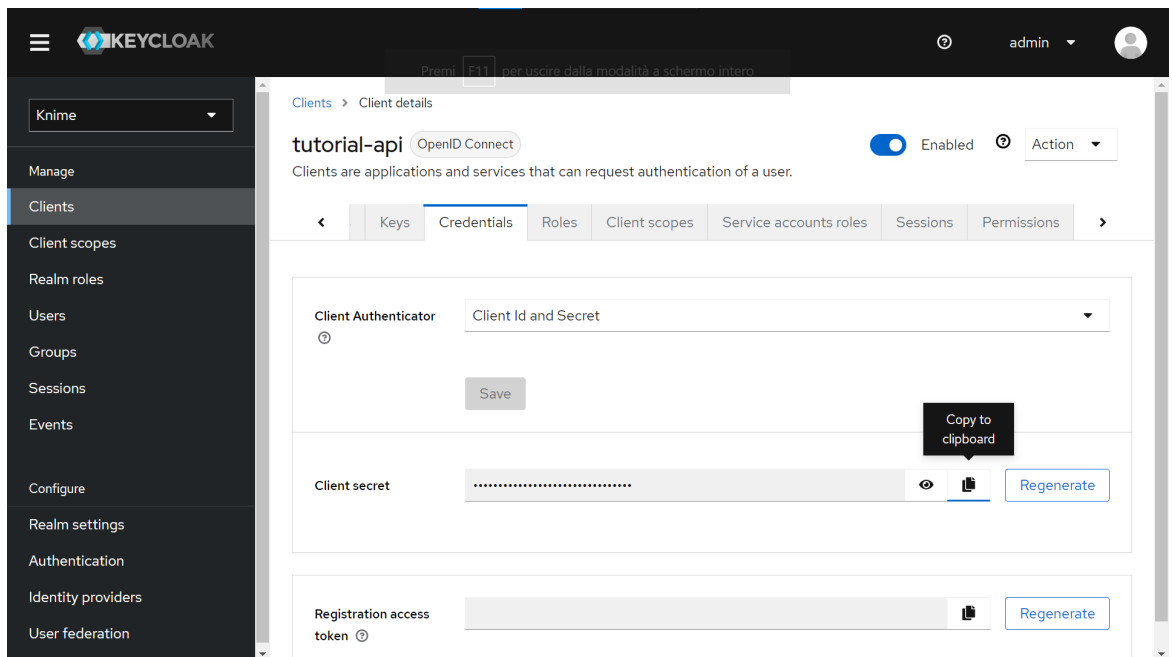 KEYCLOAK
admin
Premi F11 per uscire dalla modalità a schermo intero
Knime
Manage
Clients
Client scopes
Realm roles
Users
Groups
Sessions
Events
Configure
Realm settings
Authentication
Identity providers
User federation
Clients > Client details
tutorial-api OpenID Connect
Enabled
Action
Clients are applications and services that can request authentication of a user.
Keys Credentials Roles Client scopes Service accounts roles Sessions Permissions
Client Authenticator
Client Id and Secret
Save
Copy to
clipboard
Client secret
••••••••••••••••••••••••••••••••
Regenerate
Registration access
token
Regenerate